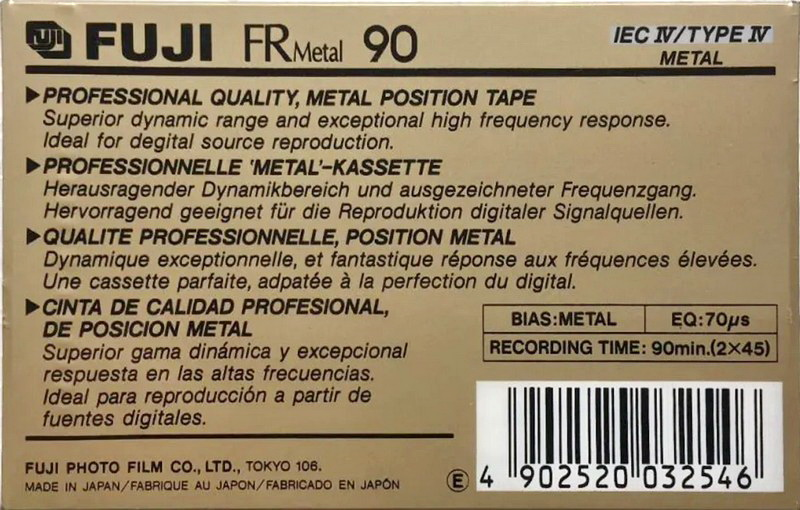 FUJI FUJI FR Metal 90
IEC IV/TYPE IV
METAL
▶PROFESSIONAL QUALITY, METAL POSITION TAPE
Superior dynamic range and exceptional high frequency response.
Ideal for degital source reproduction.
▶PROFESSIONNELLE 'METAL'-KASSETTE
Herausragender Dynamikbereich und ausgezeichneter Frequenzgang.
Hervorragend geeignet für die Reproduktion digitaler Signalquellen.
▶QUALITE PROFESSIONNELLE, POSITION METAL
Dynamique exceptionnelle, et fantastique réponse aux fréquences élevées.
Une cassette parfaite, adpatée à la perfection du digital.
▶CINTA DE CALIDAD PROFESIONAL,
DE POSICION METAL
Superior gama dinámica y excepcional
respuesta en las altas frecuencias.
Ideal para reproducción a partir de
fuentes digitales.
BIAS:METAL EQ:70μs
RECORDING TIME: 90min.(2×45)
FUJI PHOTO FILM CO., LTD., TOKYO 106.
MADE IN JAPAN/FABRIQUE AU JAPON/FABRICADO EN JAPÓN
Ⓔ 4 902520 032546